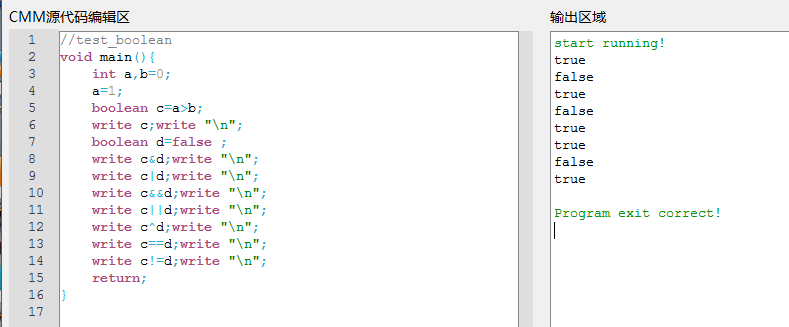 CMM源代码编辑区
1 //test_boolean
2 void main(){
3 int a,b=0;
4 a=1;
5 boolean c=a>b;
6 write c;write "\n";
7 boolean d=false ;
8 write c&d;write "\n";
9 write c|d;write "\n";
10 write c&&d;write "\n";
11 write c||d;write "\n";
12 write c^d;write "\n";
13 write c==d;write "\n";
14 write c!=d;write "\n";
15 return;
16 }
17
输出区域
start running!
true
false
true
false
true
true
false
true
Program exit correct!